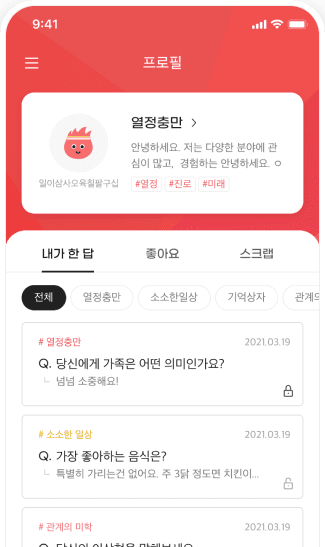 9:41
프로필
열정충만
안녕하세요. 저는 다양한 분야에 관
심이 많고, 경험하는 안녕하세요. ㅇ
일이삼사오육칠팔구십
#열정 #진로 #미래
내가 한 답 좋아요 스크랩
전체 열정충만 소소한일상 기억상자 관계
# 열정충만 2021.03.19
Q. 당신에게 가족은 어떤 의미인가요?
넘넘 소중해요!
# 소소한 일상 2021.03.19
Q. 가장 좋아하는 음식은?
특별히 가리는건 없어요. 주 3닭 정도면 치킨이...
# 관계의 미학 2021.03.19